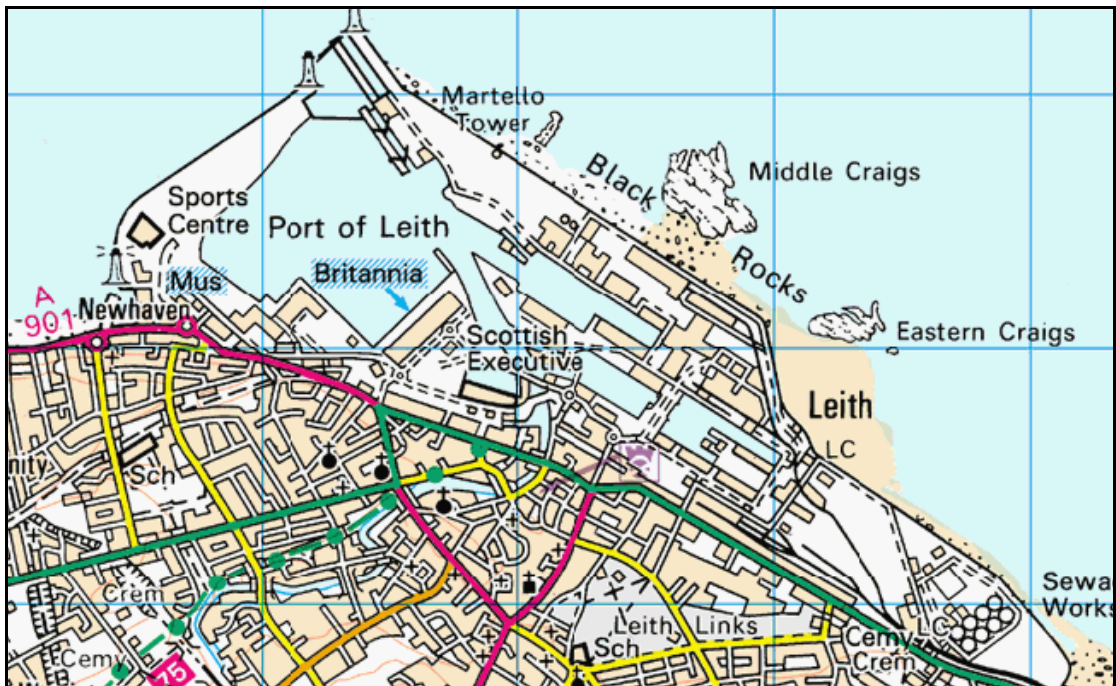 Martello
Tower
Black
Rocks
Middle Craigs
Sports
Centre
Port of Leith
Mus
Britannia
A
901
Newhaven
Scottish
Executive
Eastern Craigs
Leith
LC
nity
Sch
Crem
Sewa
Works
Leith Links
LC
Cemy
Crem
Sch
Cemy
75